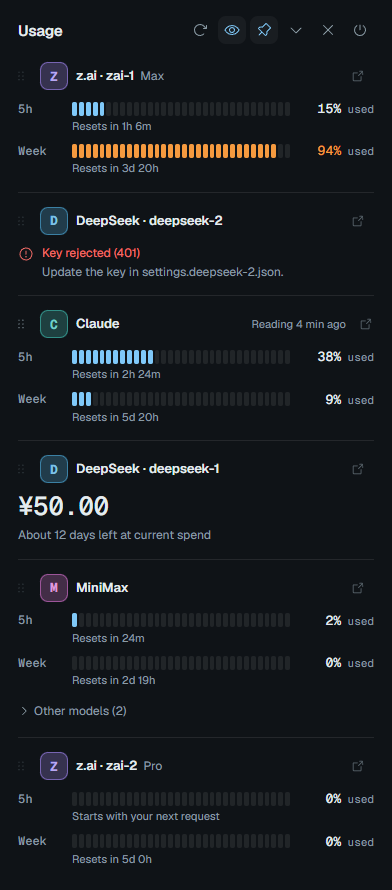 Usage
Z z.ai · zai-1 Max
5h 15% used
Resets in 1h 6m
Week 94% used
Resets in 3d 20h
D DeepSeek · deepseek-2
Key rejected (401)
Update the key in settings.deepseek-2.json.
C Claude Reading 4 min ago
5h 38% used
Resets in 2h 24m
Week 9% used
Resets in 5d 20h
D DeepSeek · deepseek-1
¥50.00
About 12 days left at current spend
M MiniMax
5h 2% used
Resets in 24m
Week 0% used
Resets in 2d 19h
Other models (2)
Z z.ai · zai-2 Pro
5h 0% used
Starts with your next request
Week 0% used
Resets in 5d 0h